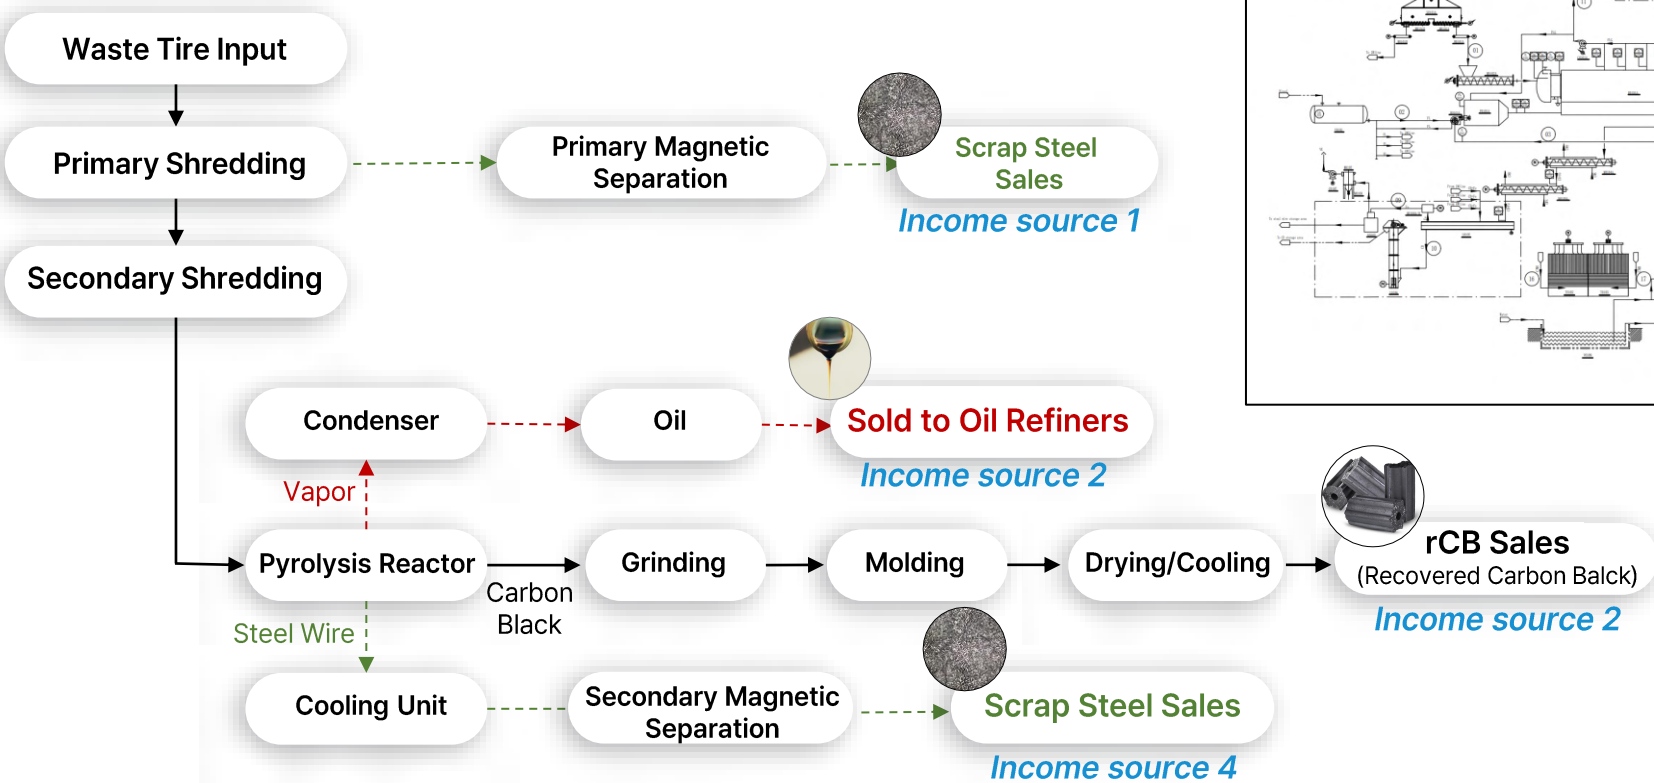 Waste Tire Input
Primary Shredding
Primary Magnetic
Separation
Scrap Steel
Sales
Income source 1
Secondary Shredding
Condenser
Oil
Sold to Oil Refiners
Income source 2
Vapor
Pyrolysis Reactor
Carbon
Black
Grinding
Molding
Drying/Cooling
rCB Sales
(Recovered Carbon Balck)
Income source 2
Steel Wire
Cooling Unit
Secondary Magnetic
Separation
Scrap Steel Sales
Income source 4